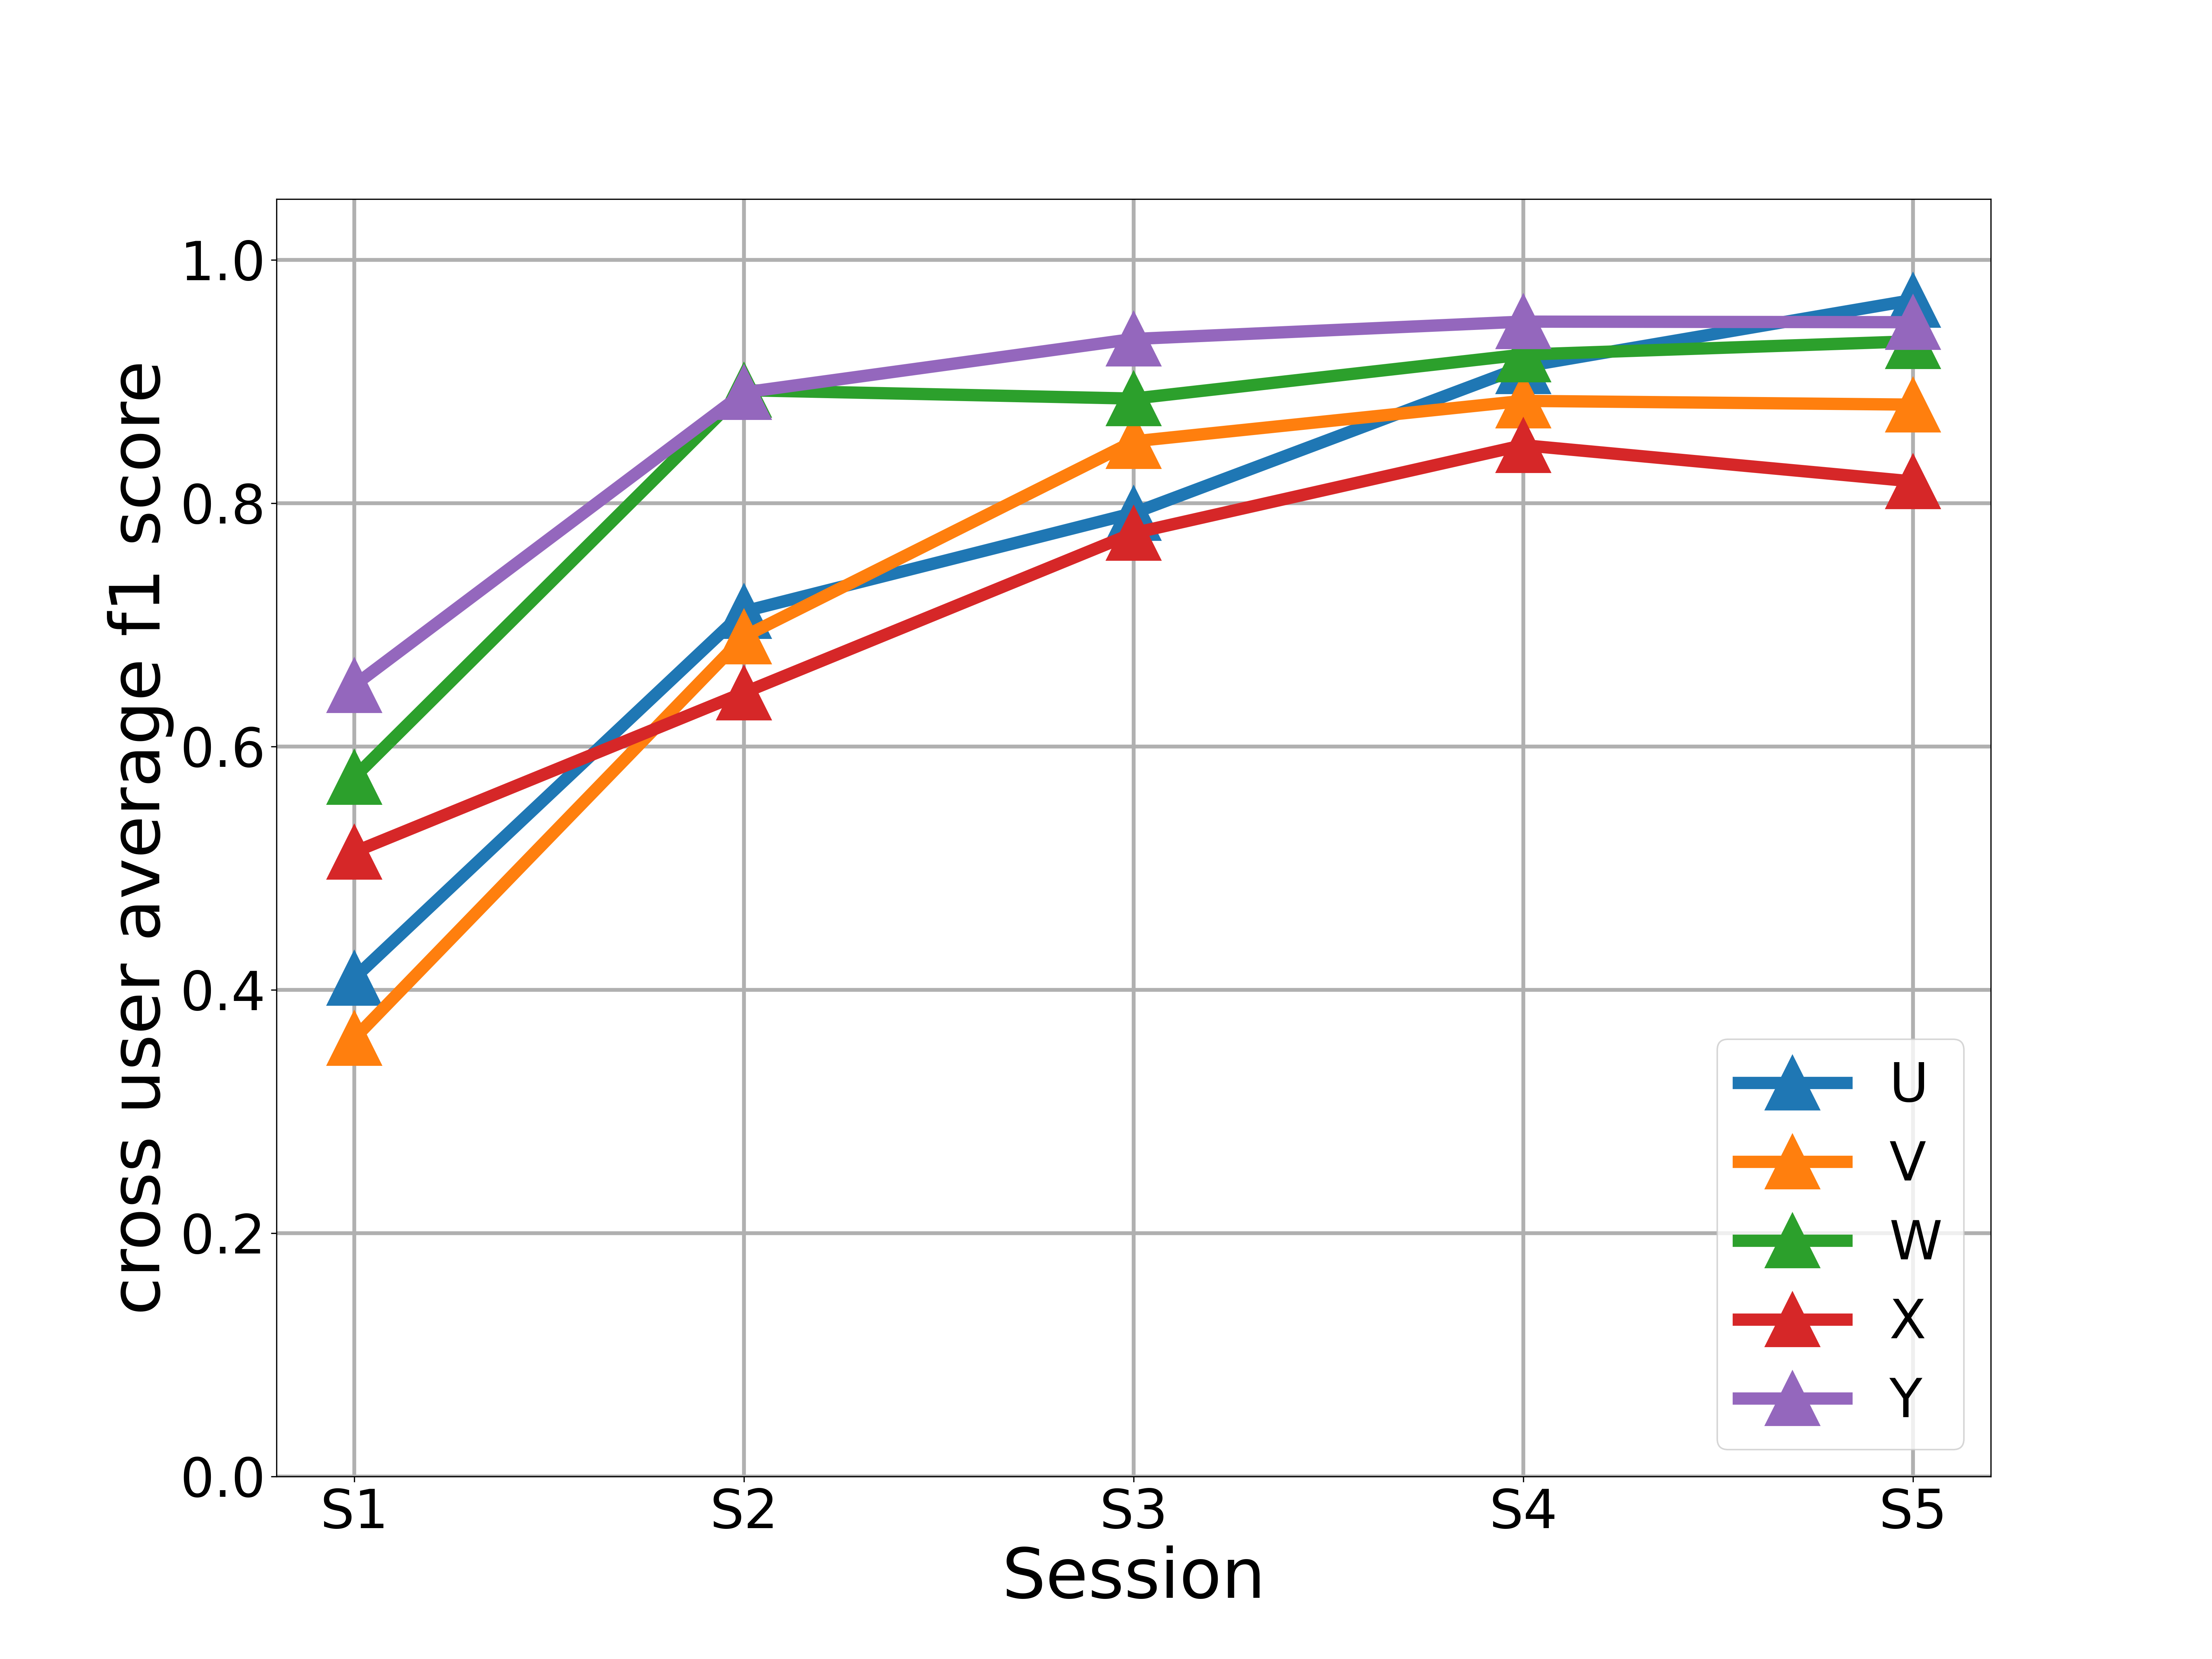 cross user average f1 score
1.0
0.8
0.6
0.4
0.2
0.0
S1 S2 S3 S4 S5
Session
U
V
W
X
Y